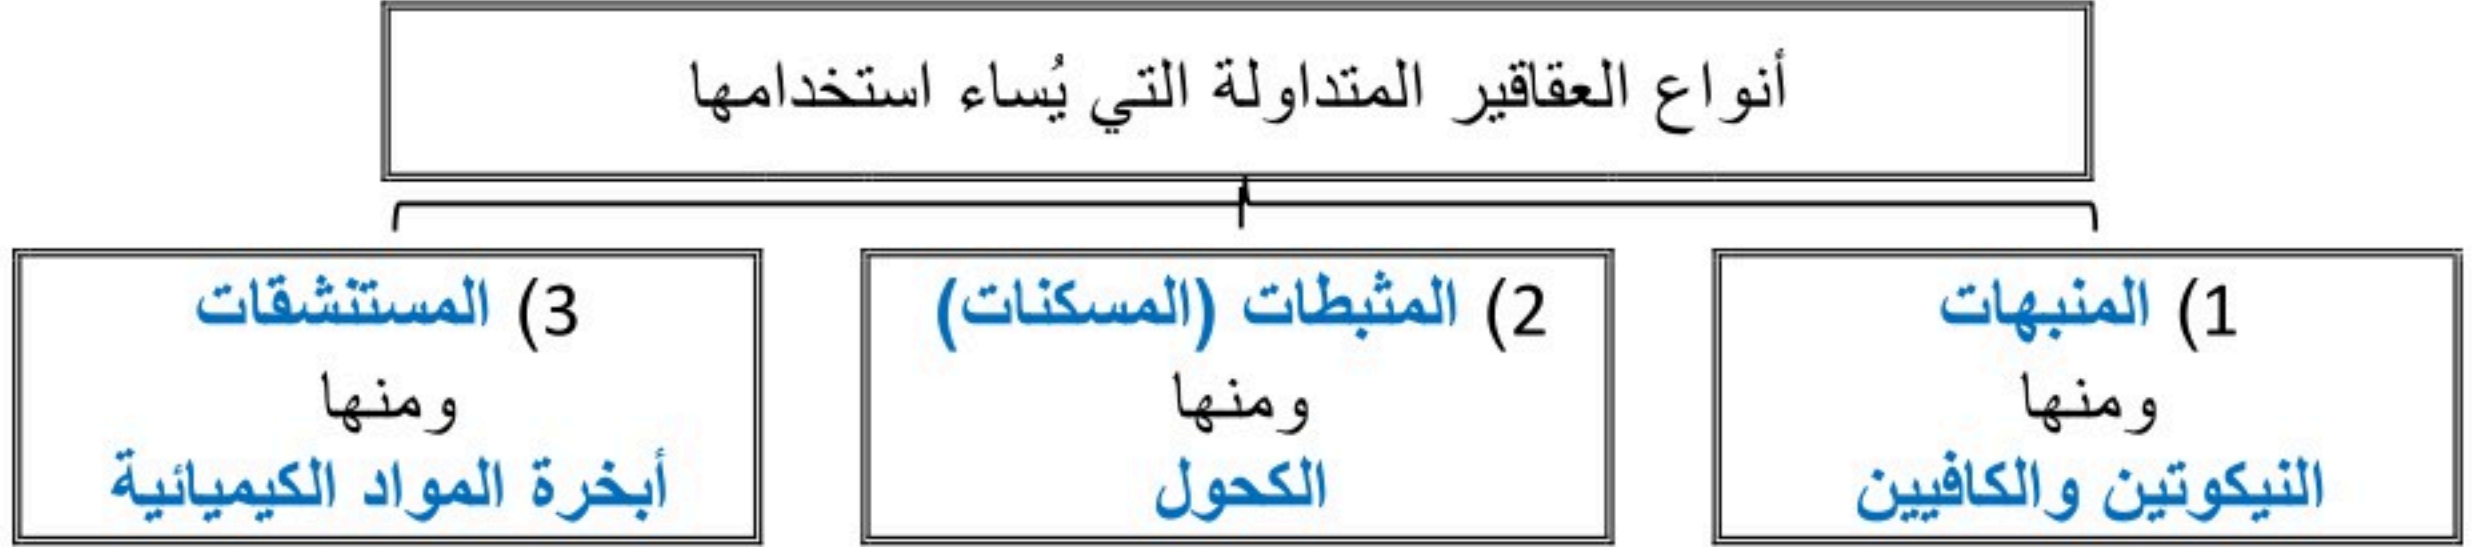 أنواع العقاقير المتداولة التي يُساء استخدامها
1) المنبهات
ومنها
النيكوتين والكافيين
2) المثبطات (المسكنات)
ومنها
الكحول
3) المستنشقات
ومنها
أبخرة المواد الكيميائية